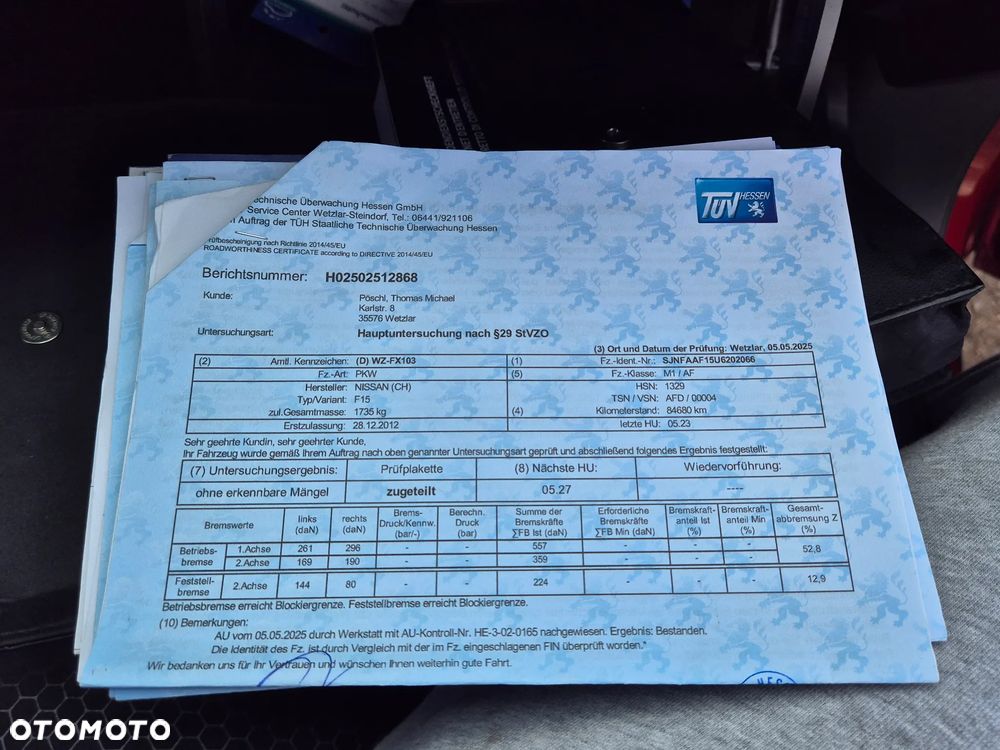 TÜV HESSEN
echnische Überwachung Hessen GmbH
Service Center Wetzlar-Steindorf, Tel.: 06441/921106
Auftrag der TÜH Staatliche Technische Überwachung Hessen
rüfbescheinigung nach Richtlinie 2014/45/EU
ROADWORTHINESS CERTIFICATE according to DIRECTIVE 2014/45/EU
Berichtsnummer: H02502512868
Kunde: Pöschl, Thomas Michael
Karlstr. 8
35576 Wetzlar
Untersuchungsart: Hauptuntersuchung nach §29 StVZO
(3) Ort und Datum der Prüfung: Wetzlar, 05.05.2025
(2) Amtl. Kennzeichen: (D) WZ-FX103 (1) Fz.-Ident.-Nr.: SJNFAAF15U6202066
Fz.-Art: PKW (5) Fz.-Klasse: M1 / AF
Hersteller: NISSAN (CH) HSN: 1329
Typ/Variant: F15 TSN / VSN: AFD / 00004
zul.Gesamtmasse: 1735 kg (4) Kilometerstand: 84680 km
Erstzulassung: 28.12.2012 letzte HU: 05.23
Sehr geehrte Kundin, sehr geehrter Kunde,
Ihr Fahrzeug wurde gemäß Ihrem Auftrag nach oben genannter Untersuchungsart geprüft und abschließend folgendes Ergebnis festgestellt:
(7) Untersuchungsergebnis: Prüfplakette (8) Nächste HU: Wiedervorführung:
ohne erkennbare Mängel zugeteilt 05.27 ----
Bremswerte links (daN) rechts (daN) Brems-Druck/Kennw. (bar/-) Berechn. Druck (bar) Summe der Bremskräfte ∑FB Ist (daN) Erforderliche Bremskräfte ∑FB Min (daN) Bremskraft-anteil Ist (%) Bremskraft-anteil Min (%) Gesamt-abbremsung Z (%)
Betriebs-bremse 1.Achse 261 296 - - 557 - - - 52,8
2.Achse 169 190 - - 359 - - -
Feststell-bremse 2.Achse 144 80 - - 224 - - - 12,9
Betriebsbremse erreicht Blockiergrenze. Feststellbremse erreicht Blockiergrenze.
(10) Bemerkungen:
AU vom 05.05.2025 durch Werkstatt mit AU-Kontroll-Nr. HE-3-02-0165 nachgewiesen. Ergebnis: Bestanden.
Die Identität des Fz. ist durch Vergleich mit der im Fz. eingeschlagenen FIN überprüft worden.*
Wir bedanken uns für Ihr Vertrauen und wünschen Ihnen weiterhin gute Fahrt.
OTOMOTO